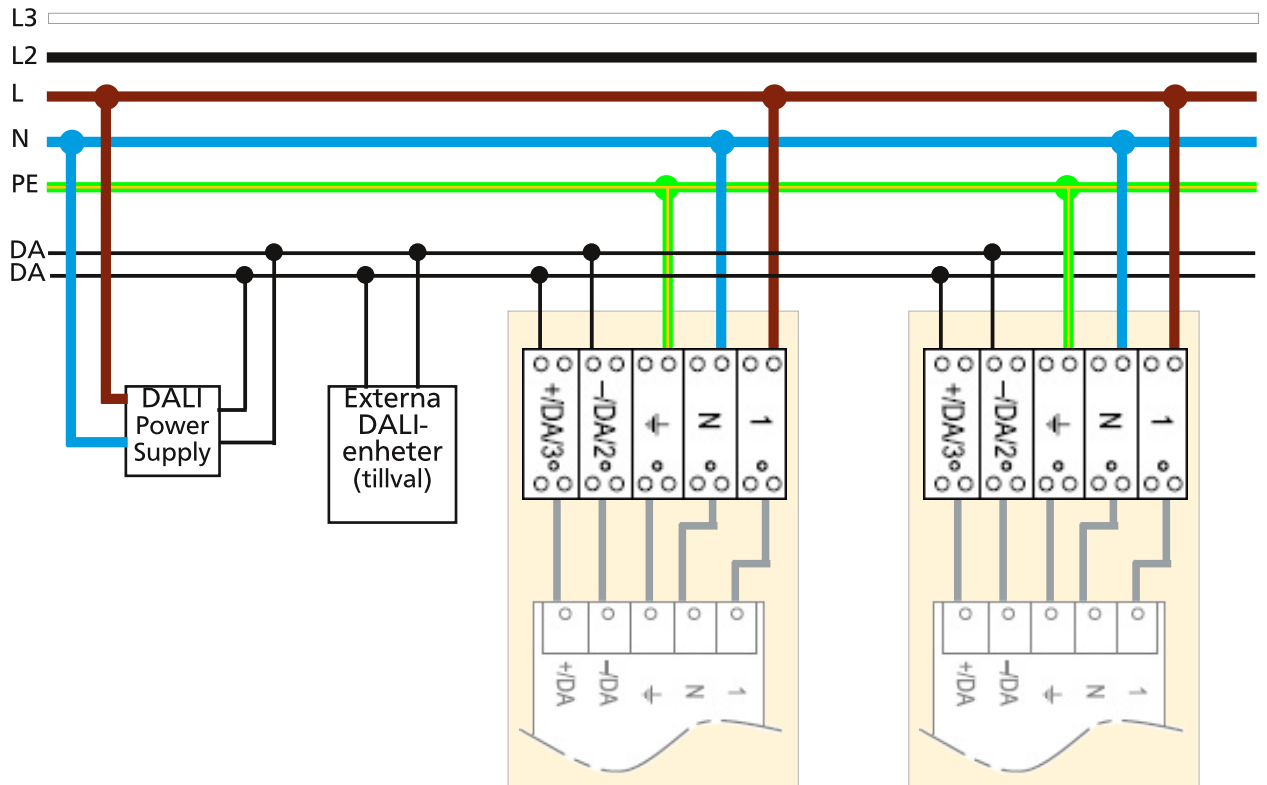 L3
L2
L
N
PE
DA
DA
DALI
Power
Supply
Externa
DALI-
enheter
(tillval)
+/DA/3
–/DA/2
N
1
+/DA/3
–/DA/2
N
1
+/DA
–/DA
N
1
+/DA
–/DA
N
1